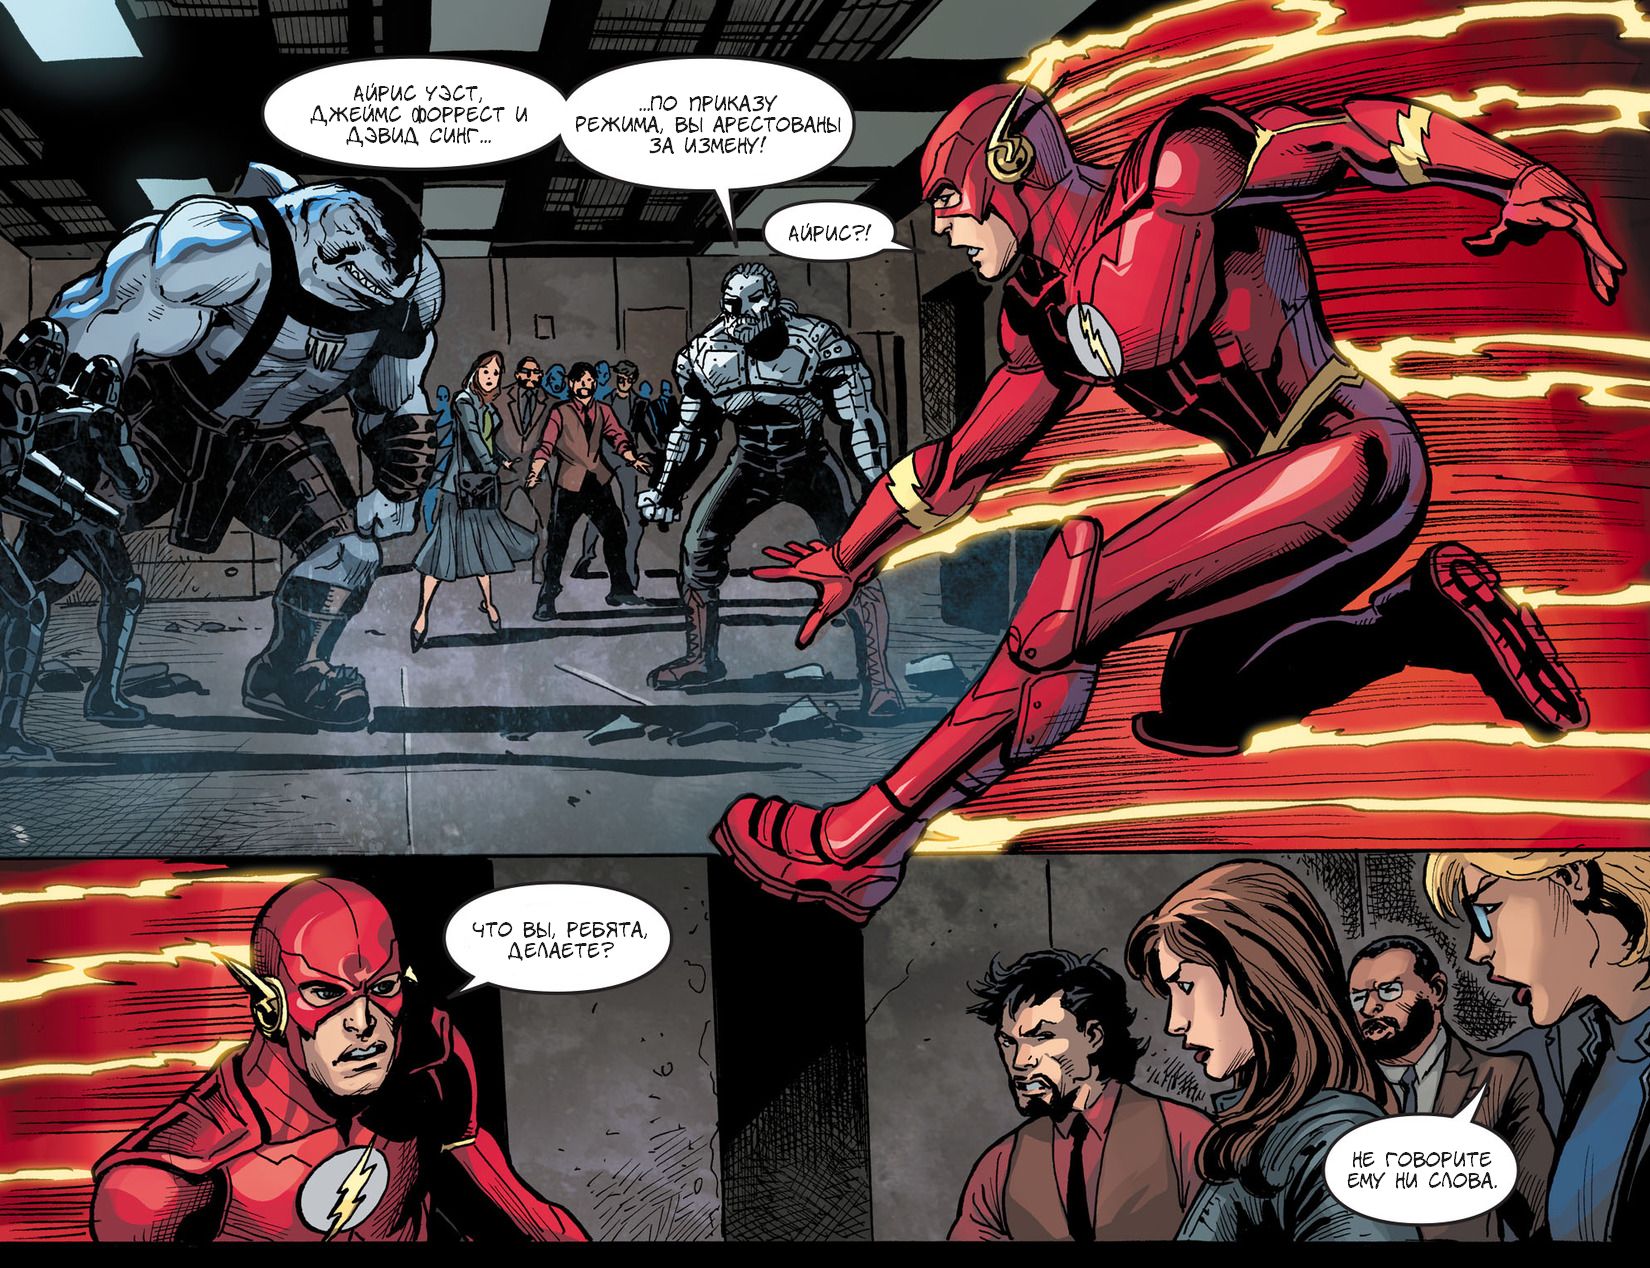 АЙРИС УЭСТ,
ДЖЕЙМС ФОРРЕСТ И
ДЭВИД СИНГ...
...ПО ПРИКАЗУ
РЕЖИМА, ВЫ АРЕСТОВАНЫ
ЗА ИЗМЕНУ!
АЙРИС?!
ЧТО ВЫ, РЕБЯТА,
ДЕЛАЕТЕ?
НЕ ГОВОРИТЕ
ЕМУ НИ СЛОВА.